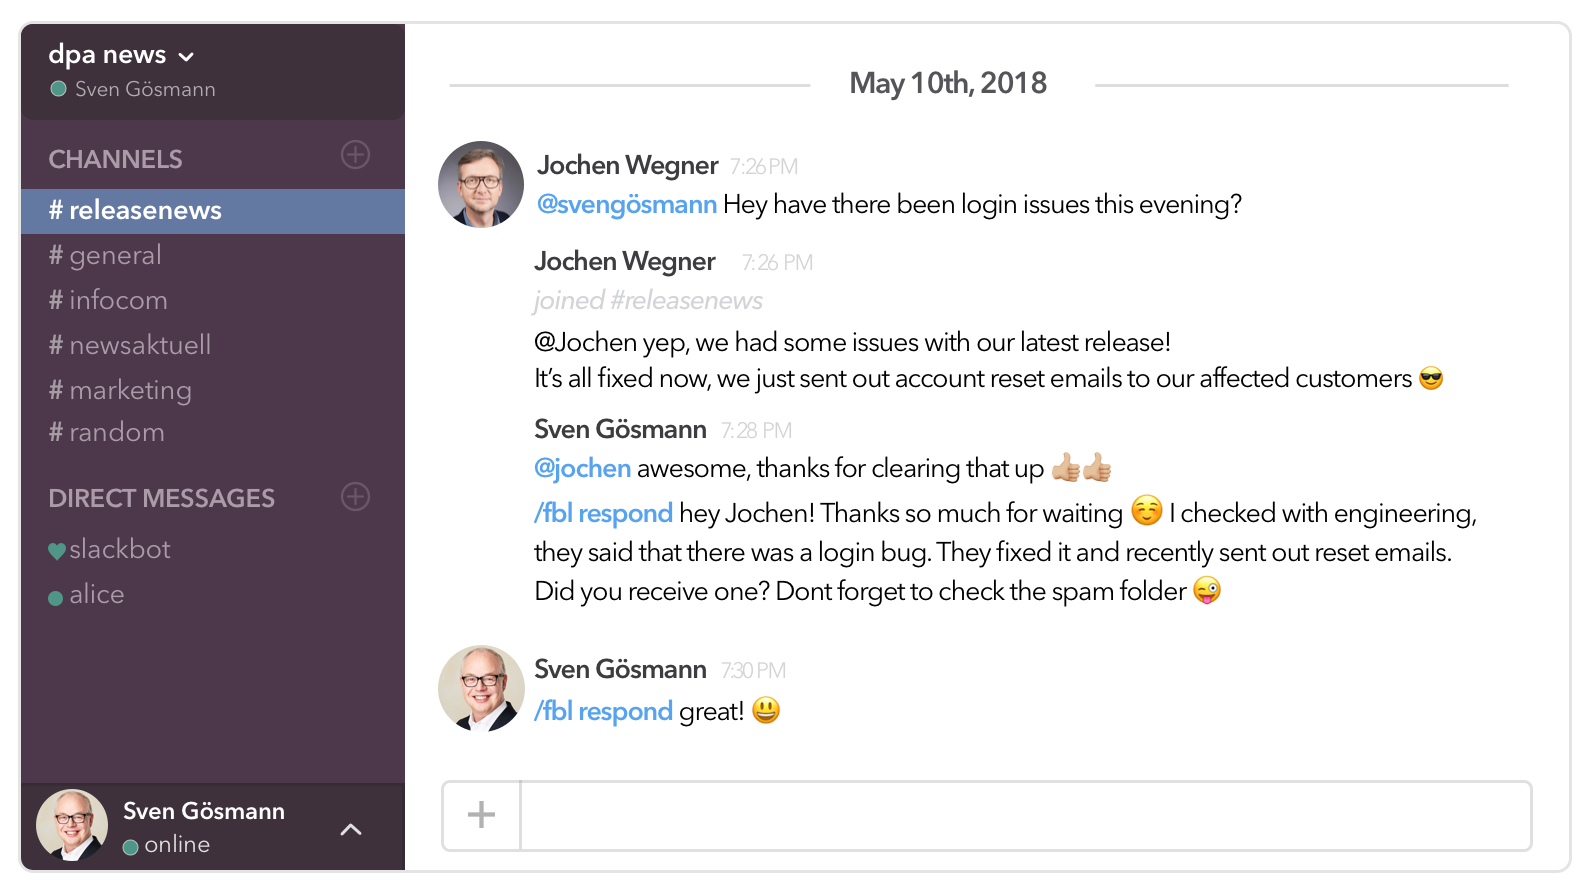 dpa news
Sven Gösmann
CHANNELS
# releasenews
# general
# infocom
# newsaktuell
# marketing
# random
DIRECT MESSAGES
slackbot
alice
Sven Gösmann
online
May 10th, 2018
Jochen Wegner 7:26 PM
@svengösmann Hey have there been login issues this evening?
Jochen Wegner 7:26 PM
joined #releasenews
@Jochen yep, we had some issues with our latest release!
It’s all fixed now, we just sent out account reset emails to our affected customers 😎
Sven Gösmann 7:28 PM
@jochen awesome, thanks for clearing that up 👍🏼👍🏼
/fbl respond hey Jochen! Thanks so much for waiting ☺️ I checked with engineering,
they said that there was a login bug. They fixed it and recently sent out reset emails.
Did you receive one? Dont forget to check the spam folder 😜
Sven Gösmann 7:30 PM
/fbl respond great! 😃